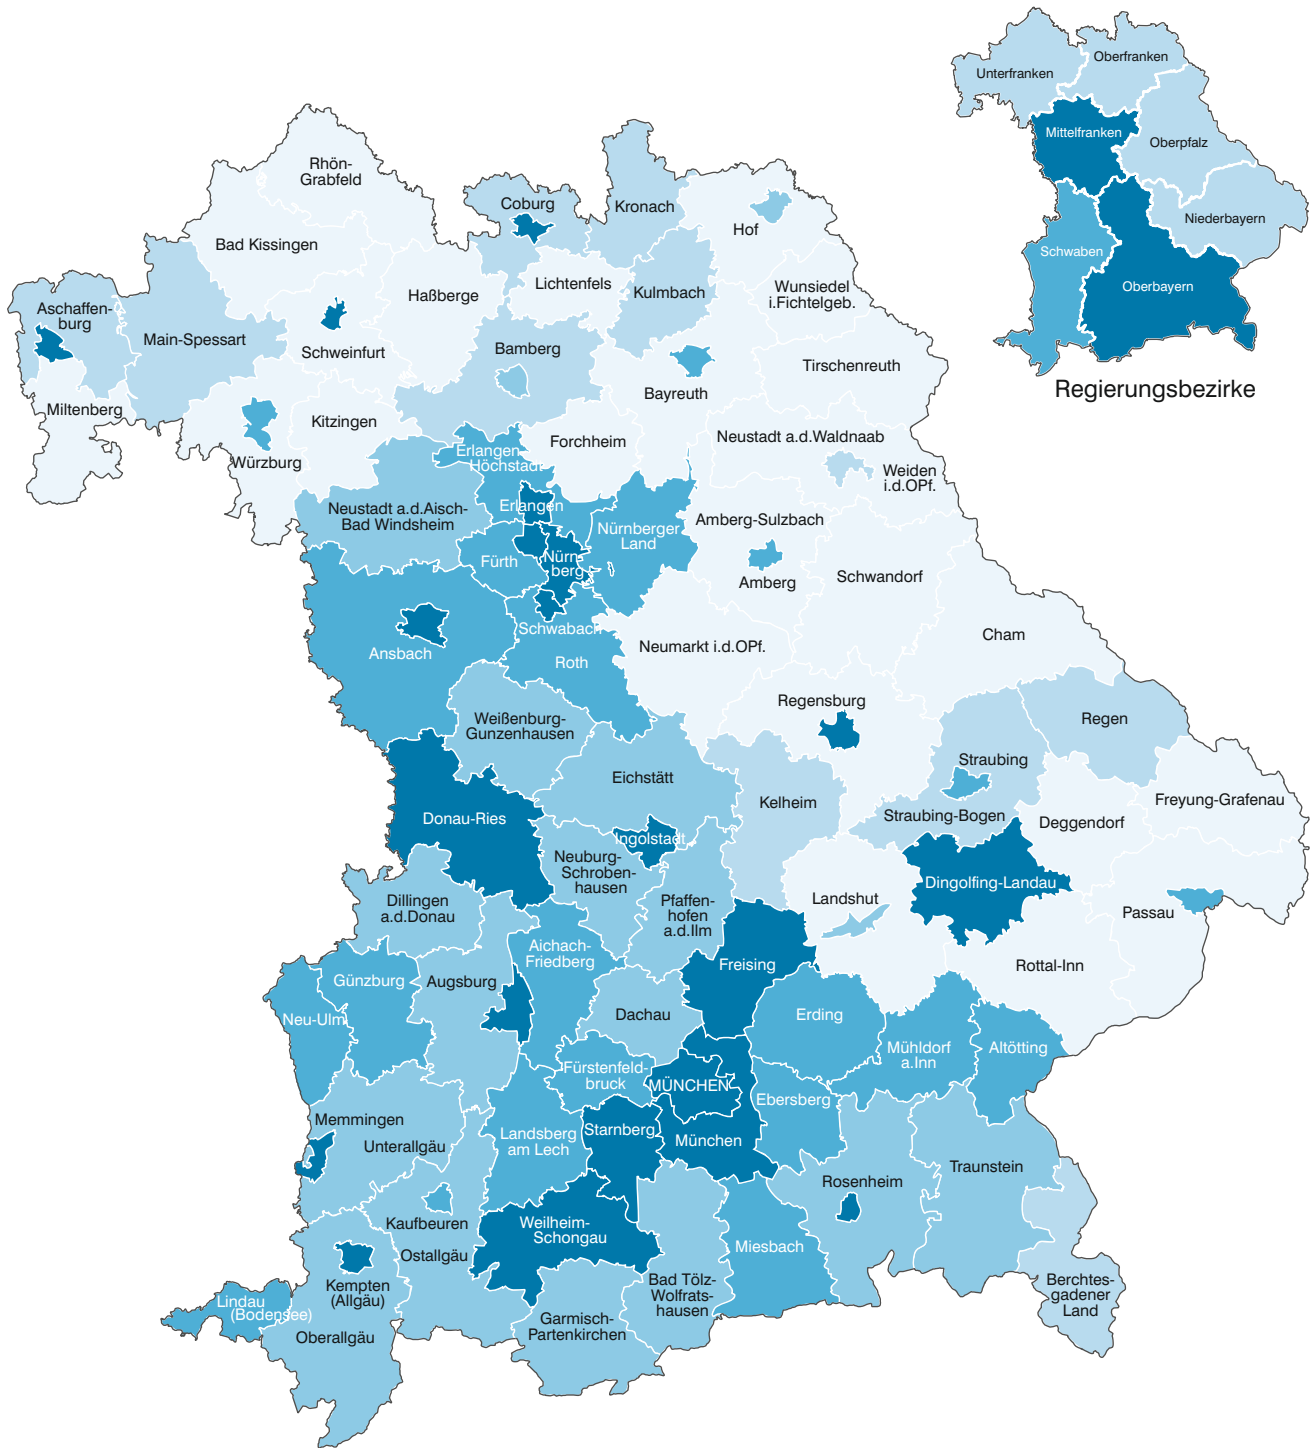 Unterfranken
Oberfranken
Mittelfranken
Oberpfalz
Niederbayern
Schwaben
Oberbayern
Regierungsbezirke
Rhön-
Grabfeld
Coburg
Kronach
Hof
Bad Kissingen
Haßberge
Lichtenfels
Kulmbach
Wunsiedel
i.Fichtelgeb.
Aschaffen-
burg
Main-Spessart
Schweinfurt
Bamberg
Bayreuth
Tirschenreuth
Miltenberg
Kitzingen
Würzburg
Forchheim
Neustadt a.d.Waldnaab
Weiden
i.d.OPf.
Erlangen
Höchstadt
Erlangen
Neustadt a.d.Aisch-
Bad Windsheim
Nürnberger
Land
Amberg-Sulzbach
Amberg
Schwandorf
Fürth
Nürn-
berg
Cham
Ansbach
Schwabach
Roth
Neumarkt i.d.OPf.
Regensburg
Regen
Weißenburg-
Gunzenhausen
Eichstätt
Straubing
Kelheim
Straubing-Bogen
Deggendorf
Freyung-Grafenau
Donau-Ries
Ingolstadt
Neuburg-
Schroben-
hausen
Dingolfing-Landau
Landshut
Passau
Dillingen
a.d.Donau
Pfaffen-
hofen
a.d.Ilm
Aichach-
Friedberg
Freising
Rottal-Inn
Günzburg
Augsburg
Neu-Ulm
Dachau
Erding
Mühldorf
a.Inn
Altötting
Fürstenfeld-
bruck
MÜNCHEN
Ebersberg
Memmingen
Unterallgäu
Landsberg
am Lech
Starnberg
München
Traunstein
Rosenheim
Kaufbeuren
Weilheim-
Schongau
Ostallgäu
Miesbach
Kempten
(Allgäu)
Bad Tölz-
Wolfrats-
hausen
Berchtes-
gadener
Land
Lindau
(Bodensee)
Oberallgäu
Garmisch-
Partenkirchen